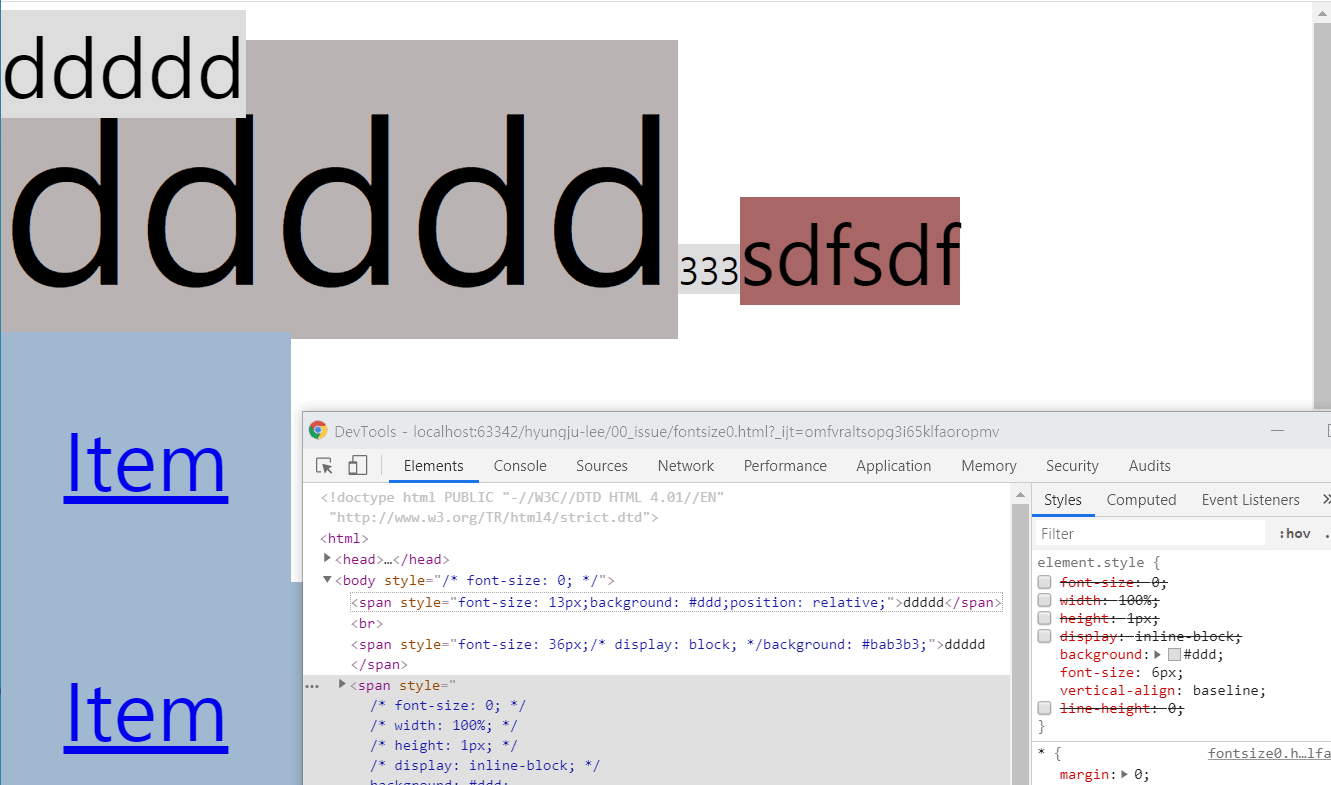 ddddd
ddddd333sdfsdf
Item
Item
DevTools - localhost:63342/hyungju-lee/00_issue/fontsize0.html?_ijt=omfvraltsopg3i65klfaoropmv
Elements Console Sources Network Performance Application Memory Security Audits
<!doctype html PUBLIC "-//W3C//DTD HTML 4.01//EN"
"http://www.w3.org/TR/html4/strict.dtd">
<html>
<head>…</head>
<body style="/* font-size: 0; */">
<span style="font-size: 13px;background: #ddd;position: relative;">ddddd</span>
<br>
<span style="font-size: 36px;/* display: block; */background: #bab3b3;">ddddd
</span>
<span style="
/* font-size: 0; */
/* width: 100%; */
/* height: 1px; */
/* display: inline-block; */
background: #ddd;
Styles Computed Event Listeners »
Filter :hov .
element.style {
font-size: 0;
width: 100%;
height: 1px;
display: inline-block;
background: #ddd;
font-size: 6px;
vertical-align: baseline;
line-height: 0;
}
* { fontsize0.h…lfa
margin: 0;